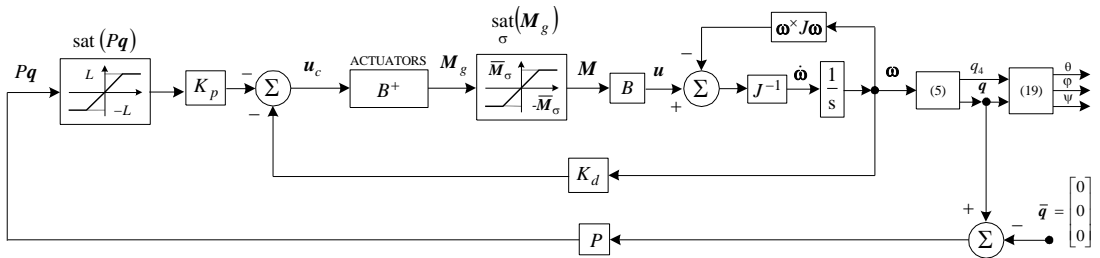 sat (Pq)
sat(M_g)
σ
ω^× Jω
Pq
L
−L
K_p
−
Σ
−
u_c
ACTUATORS
B⁺
M_g
M̅_σ
-M̅_σ
M
B
u
−
+
Σ
J⁻¹
ω̇
1
s
ω
(5)
q₄
q
(19)
θ
φ
ψ
K_d
P
+
Σ
−
q̅ = [0 0 0]